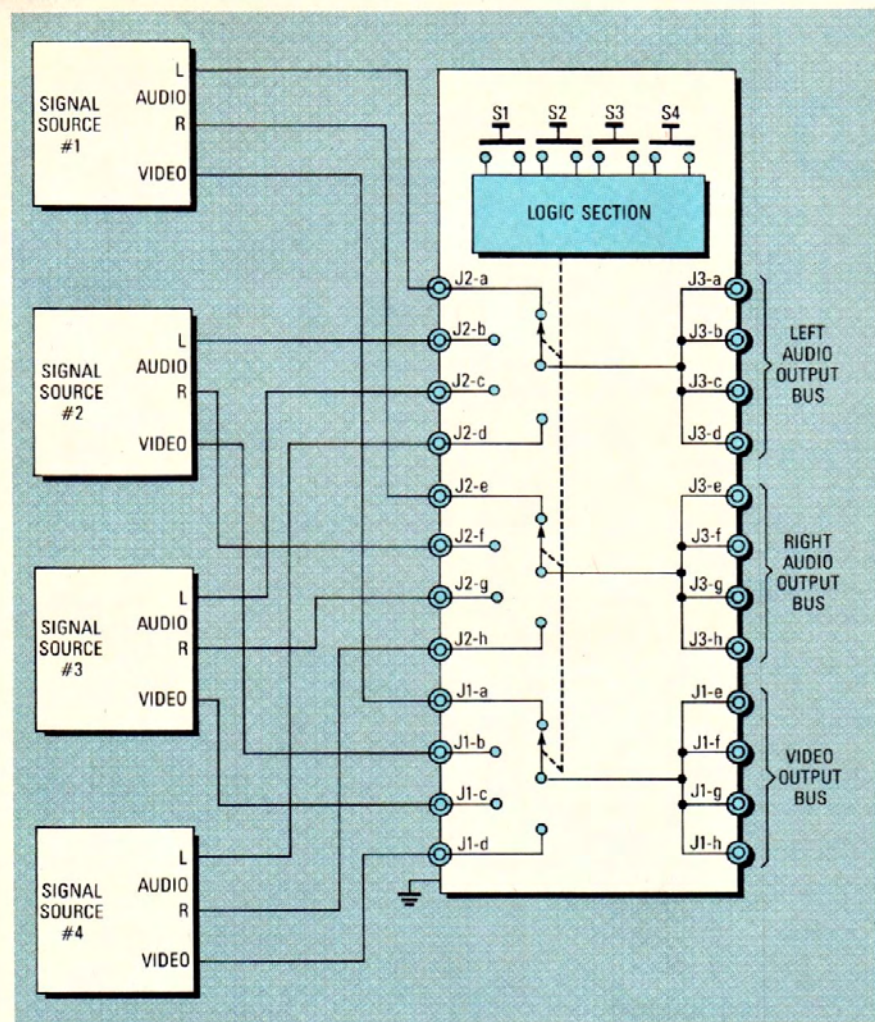 L
AUDIO
R
VIDEO
SIGNAL
SOURCE
#1
L
AUDIO
R
VIDEO
SIGNAL
SOURCE
#2
L
AUDIO
R
VIDEO
SIGNAL
SOURCE
#3
L
AUDIO
R
VIDEO
SIGNAL
SOURCE
#4
S1 S2 S3 S4
LOGIC SECTION
J2-a
J2-b
J2-c
J2-d
J2-e
J2-f
J2-g
J2-h
J1-a
J1-b
J1-c
J1-d
J3-a
J3-b
J3-c
J3-d
J3-e
J3-f
J3-g
J3-h
J1-e
J1-f
J1-g
J1-h
LEFT
AUDIO
OUTPUT
BUS
RIGHT
AUDIO
OUTPUT
BUS
VIDEO
OUTPUT
BUS